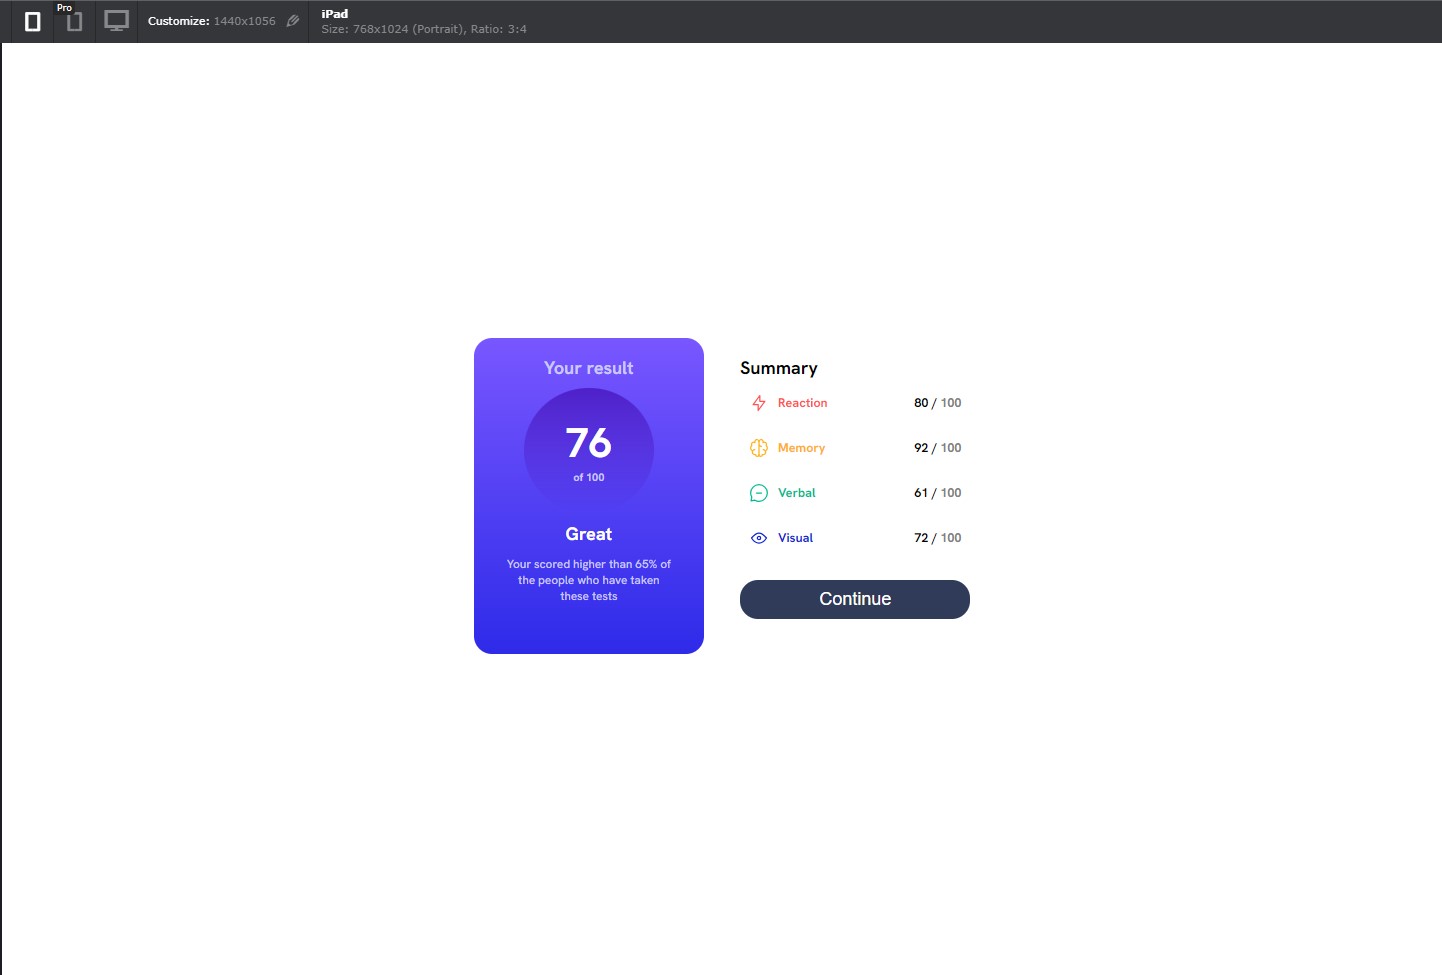 Pro
Customize: 1440x1056
iPad
Size: 768x1024 (Portrait), Ratio: 3:4
Your result
76
of 100
Great
Your scored higher than 65% of
the people who have taken
these tests
Summary
Reaction 80 / 100
Memory 92 / 100
Verbal 61 / 100
Visual 72 / 100
Continue